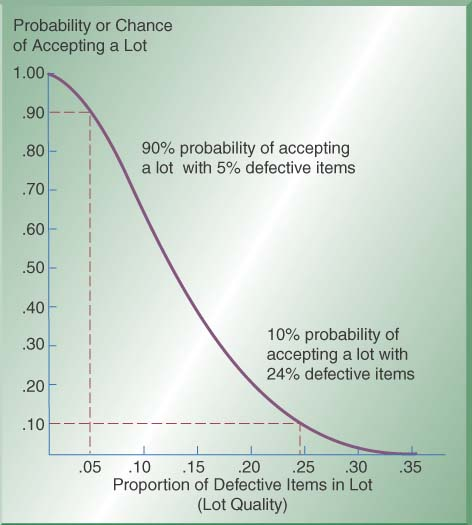 Probability or Chance
of Accepting a Lot
1.00
.90
.80
.70
.60
.50
.40
.30
.20
.10
90% probability of accepting
a lot with 5% defective items
10% probability of
accepting a lot with
24% defective items
.05 .10 .15 .20 .25 .30 .35
Proportion of Defective Items in Lot
(Lot Quality)